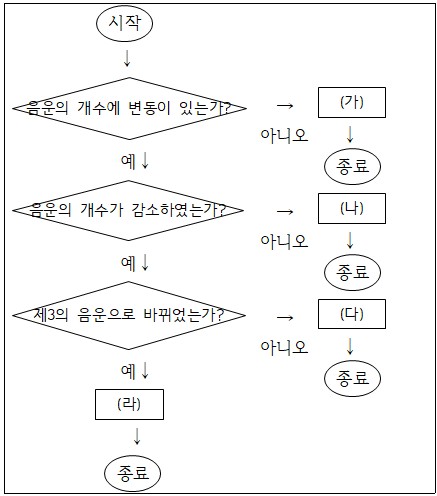 시작
↓
음운의 개수에 변동이 있는가? → (가)
아니오 ↓
예↓ 종료
음운의 개수가 감소하였는가? → (나)
아니오 ↓
예↓ 종료
제3의 음운으로 바뀌었는가? → (다)
아니오 ↓
예↓ 종료
(라)
↓
종료